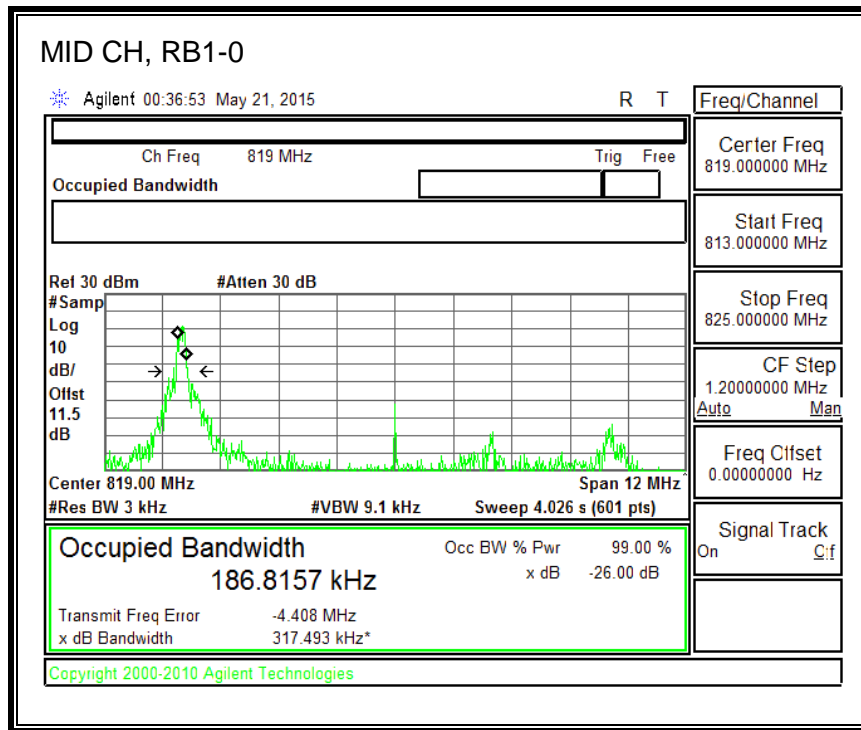 MID CH, RB1-0
Agilent 00:36:53 May 21, 2015 R T
Freq/Channel
Ch Freq 819 MHz Trig Free
Occupied Bandwidth
Center Freq
819.000000 MHz
Start Freq
813.000000 MHz
Stop Freq
825.000000 MHz
CF Step
1.20000000 MHz
Auto Man
Freq Offset
0.00000000 Hz
Signal Track
On Off
Ref 30 dBm #Atten 30 dB
#Samp
Log
10
dB/
Offst
11.5
dB
Center 819.00 MHz Span 12 MHz
#Res BW 3 kHz #VBW 9.1 kHz Sweep 4.026 s (601 pts)
Occupied Bandwidth
186.8157 kHz
Occ BW % Pwr 99.00 %
x dB -26.00 dB
Transmit Freq Error -4.408 MHz
x dB Bandwidth 317.493 kHz*
Copyright 2000-2010 Agilent Technologies